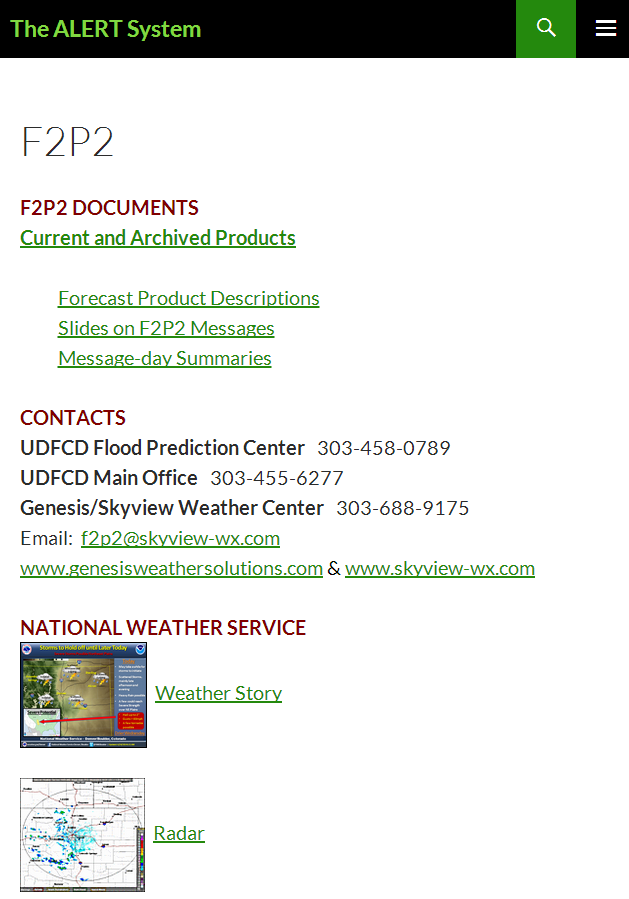 The ALERT System
F2P2
F2P2 DOCUMENTS
Current and Archived Products
Forecast Product Descriptions
Slides on F2P2 Messages
Message-day Summaries
CONTACTS
UDFCD Flood Prediction Center 303-458-0789
UDFCD Main Office 303-455-6277
Genesis/Skyview Weather Center 303-688-9175
Email: f2p2@skyview-wx.com
www.genesisweathersolutions.com & www.skyview-wx.com
NATIONAL WEATHER SERVICE
Storms to Hold off until Later Today
Severe Potential
National Weather Service - Denver/Boulder, Colorado
Weather Story
Radar